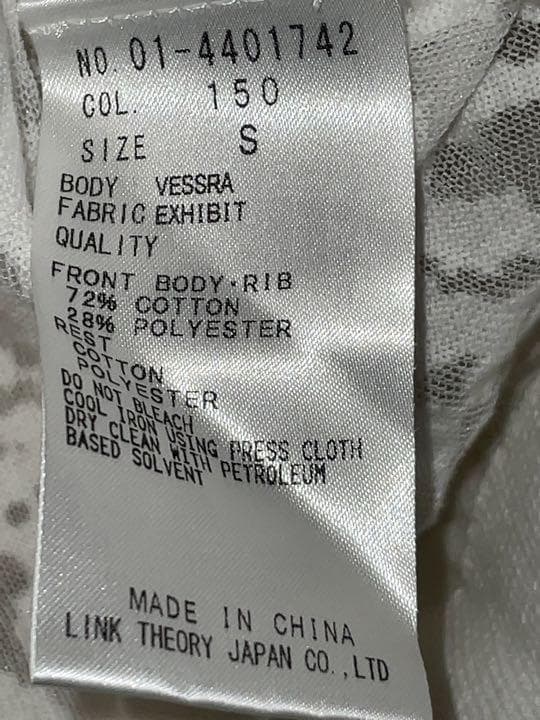 NO. 01-4401742
COL. 150
SIZE S
BODY VESSRA
FABRIC EXHIBIT
QUALITY
FRONT BODY·RIB
72% COTTON
28% POLYESTER
REST
COTTON
POLYESTER
DO NOT BLEACH
COOL IRON USING PRESS CLOTH
DRY CLEAN WITH PETROLEUM
BASED SOLVENT
MADE IN CHINA
LINK THEORY JAPAN CO.,LTD